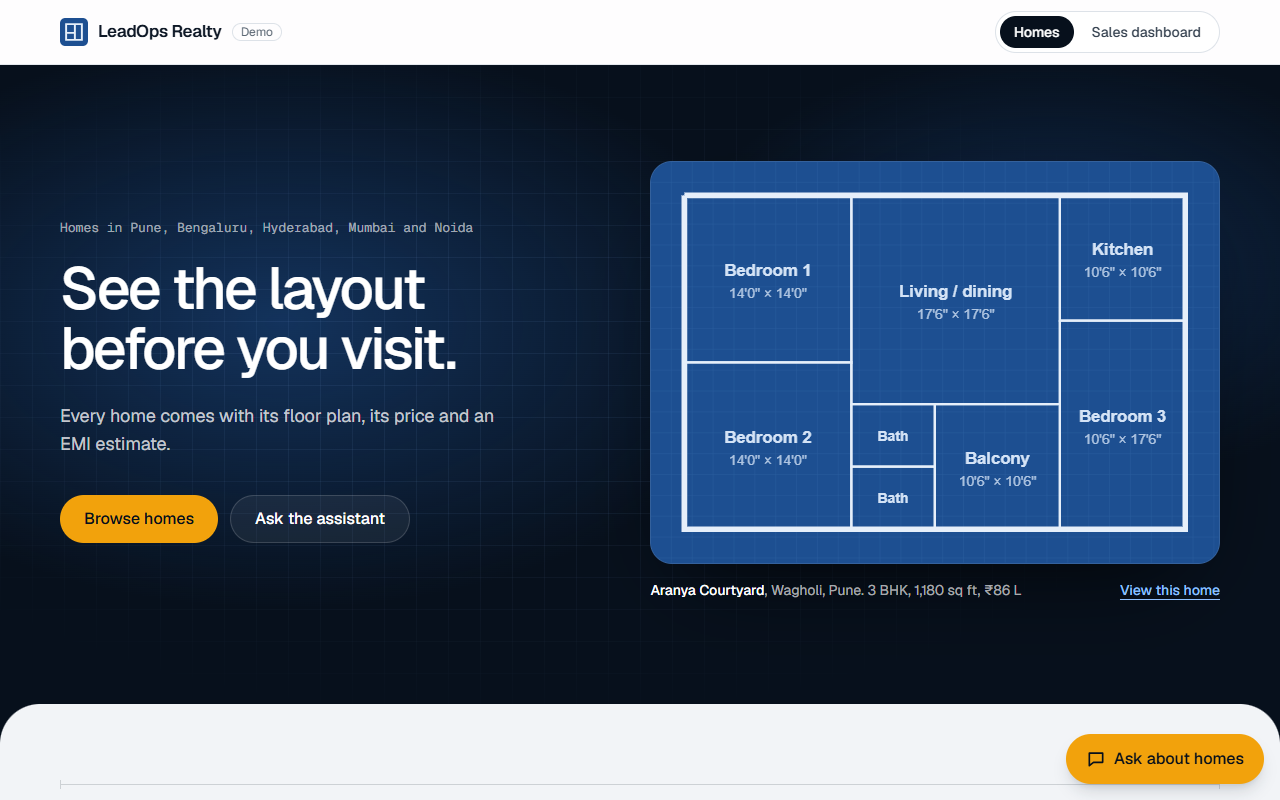 LeadOps Realty
Demo
Homes
Sales dashboard
Homes in Pune, Bengaluru, Hyderabad, Mumbai and Noida
See the layout
before you visit.
Every home comes with its floor plan, its price and an
EMI estimate.
Browse homes
Ask the assistant
Bedroom 1
14'0" × 14'0"
Living / dining
17'6" × 17'6"
Kitchen
10'6" × 10'6"
Bedroom 2
14'0" × 14'0"
Bath
Bath
Balcony
10'6" × 10'6"
Bedroom 3
10'6" × 17'6"
Aranya Courtyard, Wagholi, Pune. 3 BHK, 1,180 sq ft, ₹86 L
View this home
Ask about homes